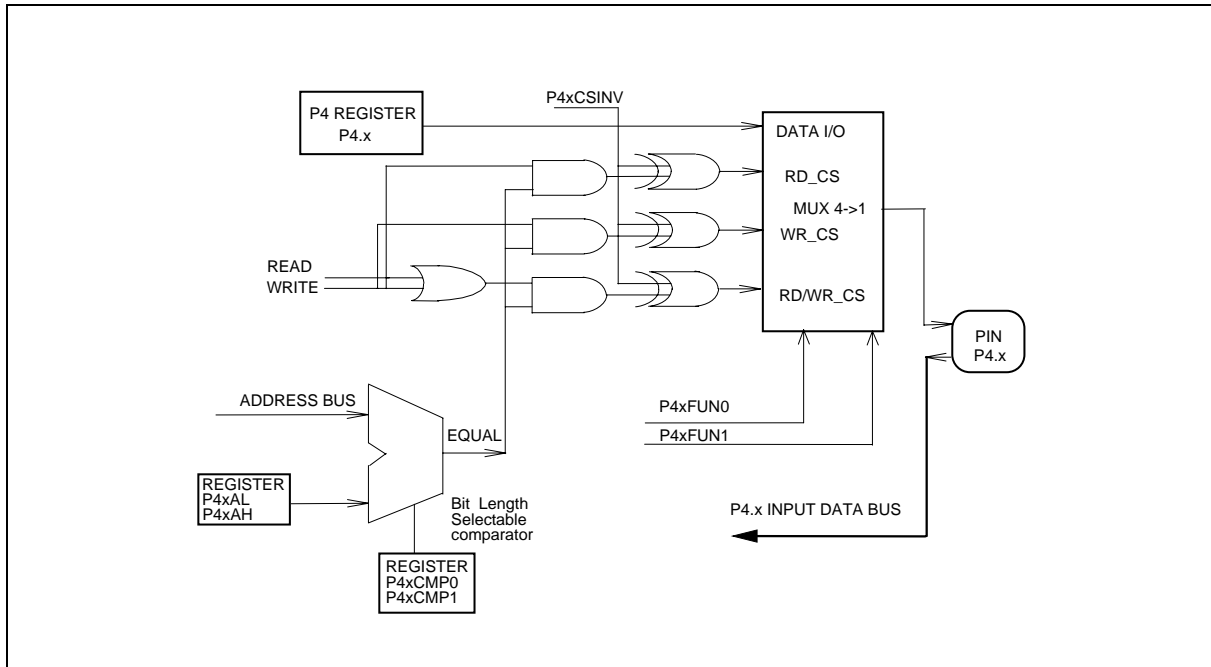 P4xCSINV
P4 REGISTER
P4.x
DATA I/O
RD_CS
MUX 4->1
WR_CS
READ
WRITE
RD/WR_CS
PIN
P4.x
ADDRESS BUS
P4xFUN0
P4xFUN1
EQUAL
REGISTER
P4xAL
P4xAH
Bit Length
Selectable
comparator
P4.x INPUT DATA BUS
REGISTER
P4xCMP0
P4xCMP1